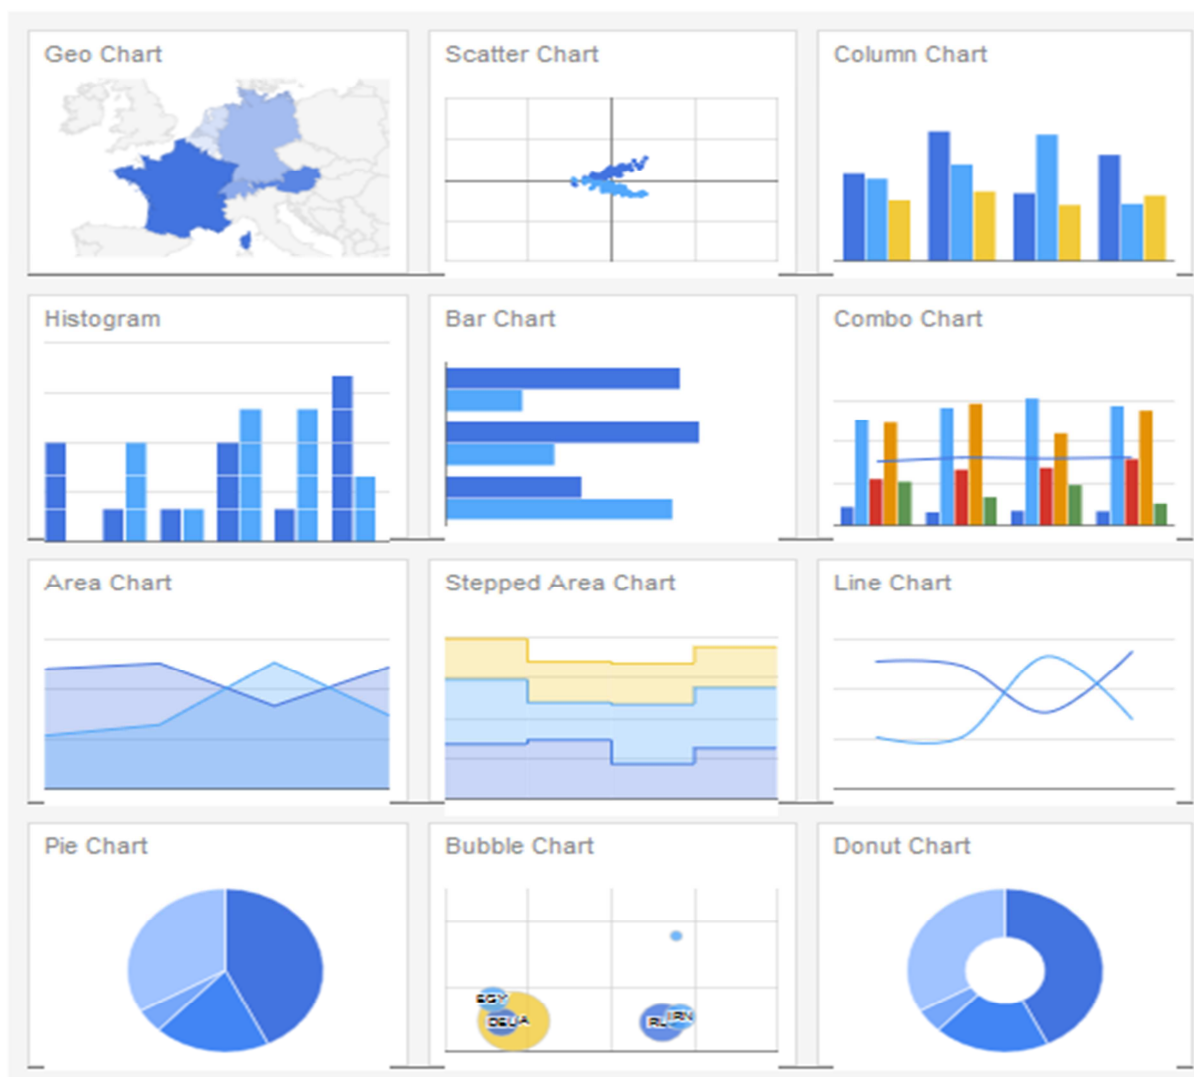 Geo Chart
Scatter Chart
Column Chart
Histogram
Bar Chart
Combo Chart
Area Chart
Stepped Area Chart
Line Chart
Pie Chart
Bubble Chart
Donut Chart
EGY
IRN